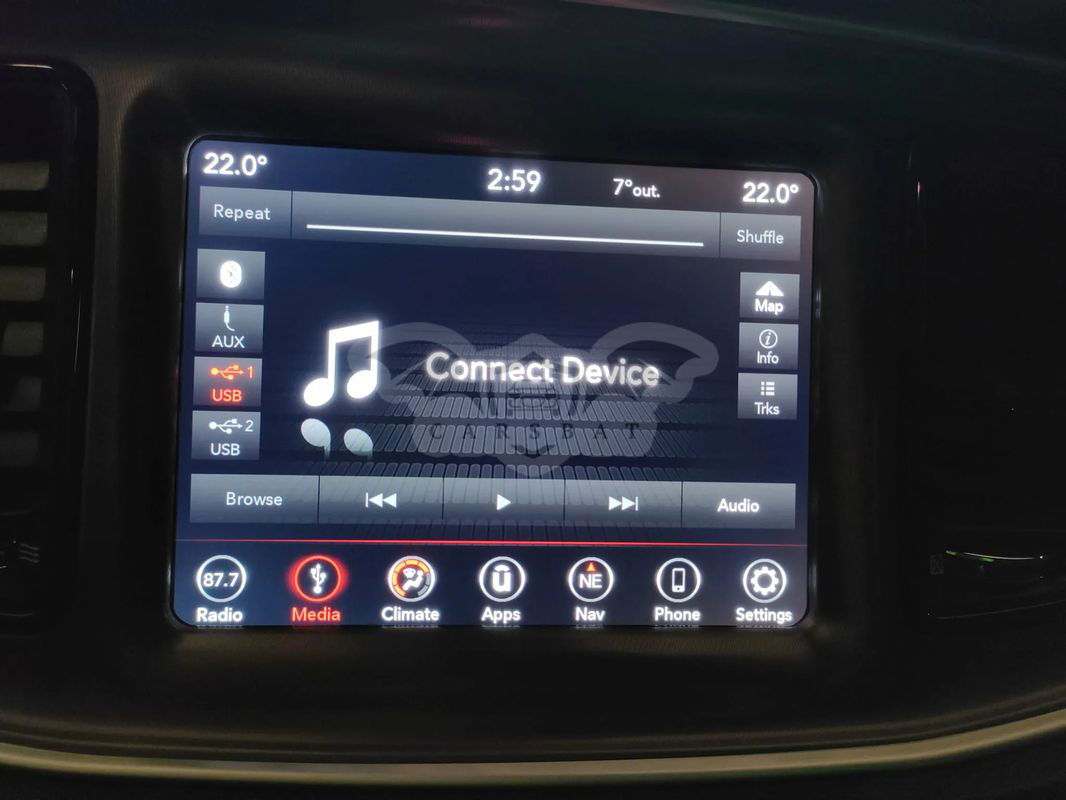 22.0°
2:59
7°out.
22.0°
Repeat
Shuffle
AUX
1
USB
2
USB
Connect Device
CARSBAT
Map
Info
Trks
Browse
Audio
87.7
Radio
Media
Climate
Apps
NE
Nav
Phone
Settings